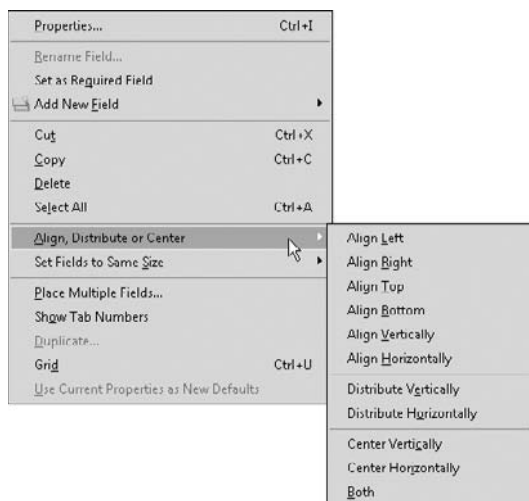 Properties... Ctrl+I
Rename Field...
Set as Required Field
Add New Field
Cut Ctrl+X
Copy Ctrl+C
Delete
Select All Ctrl+A
Align, Distribute or Center
Set Fields to Same Size
Place Multiple Fields...
Show Tab Numbers
Duplicate...
Grid Ctrl+U
Use Current Properties as New Defaults
Align Left
Align Right
Align Top
Align Bottom
Align Vertically
Align Horizontally
Distribute Vertically
Distribute Horizontally
Center Vertically
Center Horizontally
Both